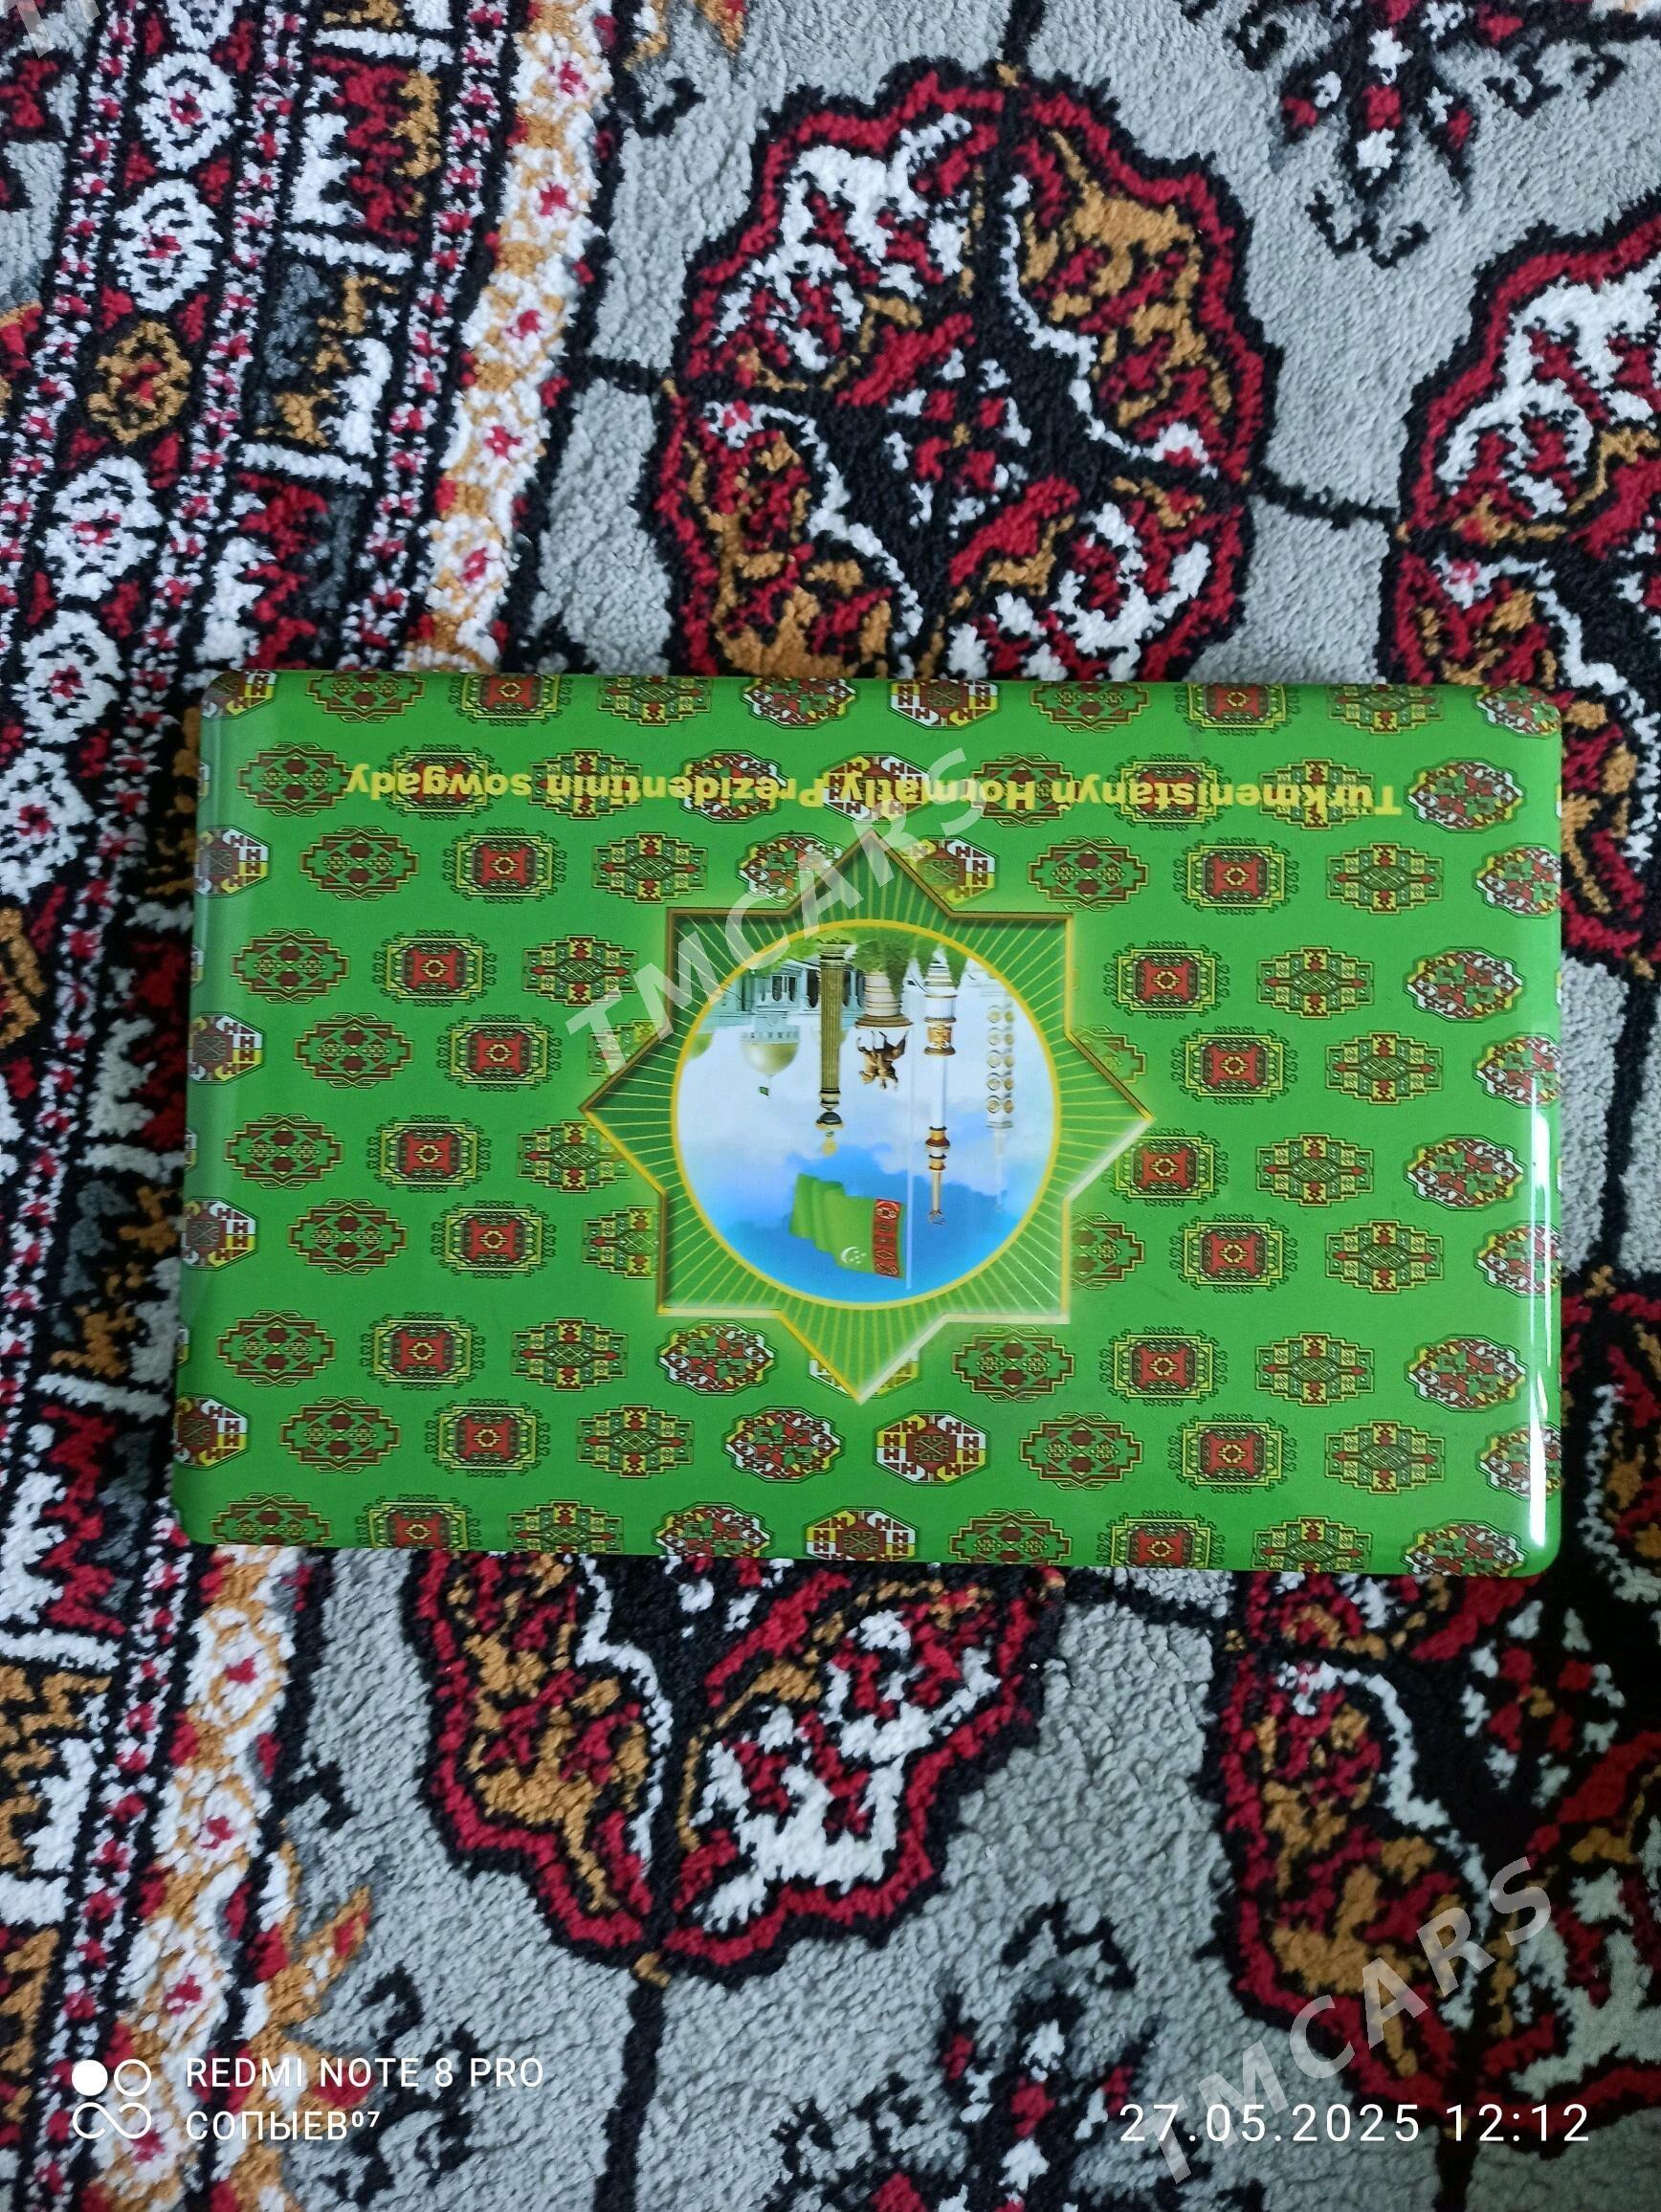 Türkmenistanyň Hormatly Prezidentiniň sowgady
TMCARS
TMCARS
REDMI NOTE 8 PRO
СОПЫЕВ⁰⁷
27.05.2025 12:12